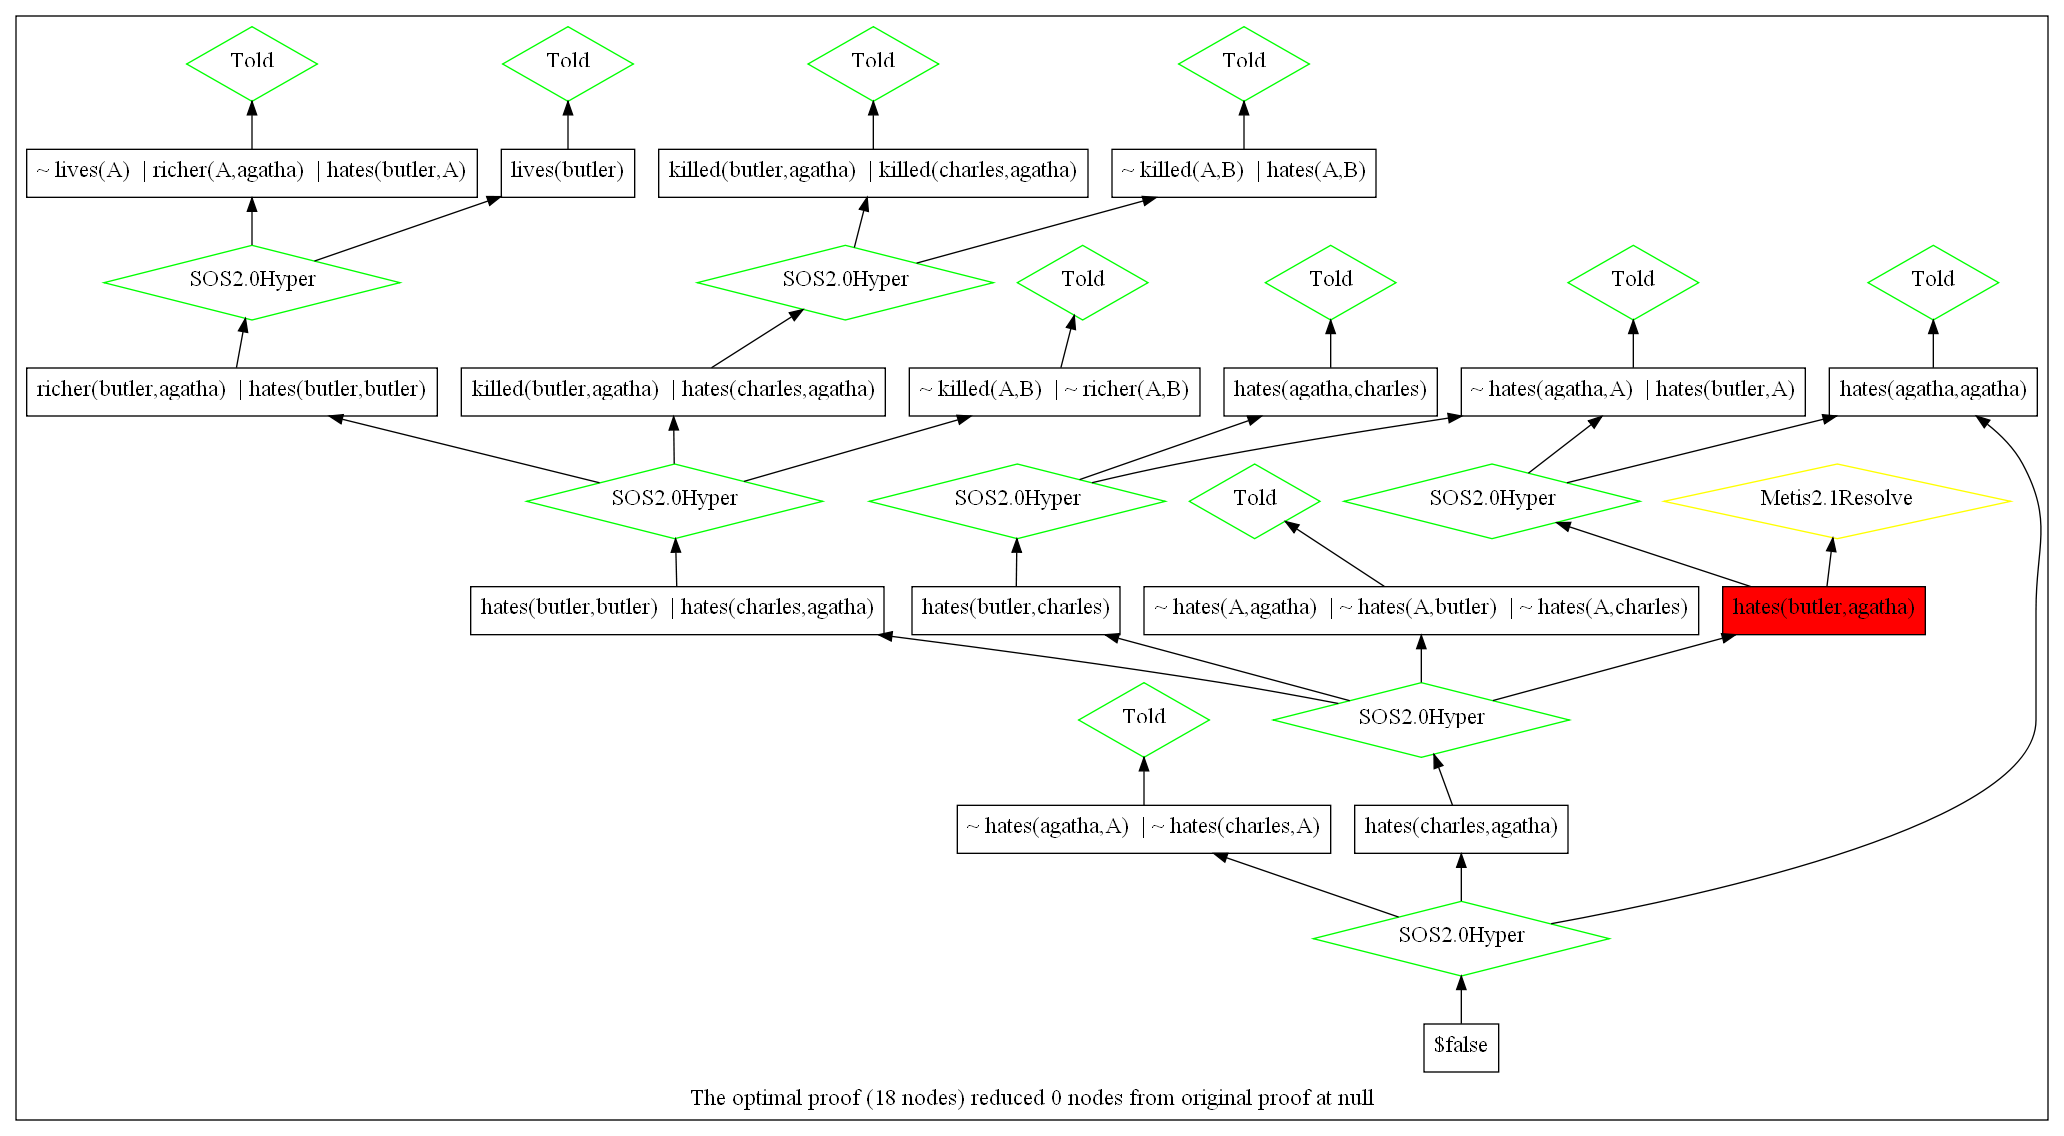 Told
Told
Told
Told
~ lives(A) | richer(A,agatha) | hates(butler,A)
lives(butler)
killed(butler,agatha) | killed(charles,agatha)
~ killed(A,B) | hates(A,B)
SOS2.0Hyper
SOS2.0Hyper
Told
Told
Told
Told
richer(butler,agatha) | hates(butler,butler)
killed(butler,agatha) | hates(charles,agatha)
~ killed(A,B) | ~ richer(A,B)
hates(agatha,charles)
~ hates(agatha,A) | hates(butler,A)
hates(agatha,agatha)
SOS2.0Hyper
SOS2.0Hyper
Told
SOS2.0Hyper
Metis2.1Resolve
hates(butler,butler) | hates(charles,agatha)
hates(butler,charles)
~ hates(A,agatha) | ~ hates(A,butler) | ~ hates(A,charles)
hates(butler,agatha)
Told
SOS2.0Hyper
~ hates(agatha,A) | ~ hates(charles,A)
hates(charles,agatha)
SOS2.0Hyper
$false
The optimal proof (18 nodes) reduced 0 nodes from original proof at null